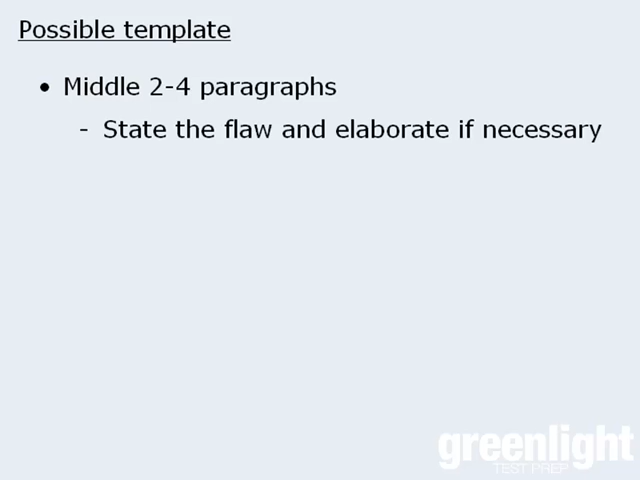 Possible template
• Middle 2-4 paragraphs
- State the flaw and elaborate if necessary
greenlight
TEST PREP